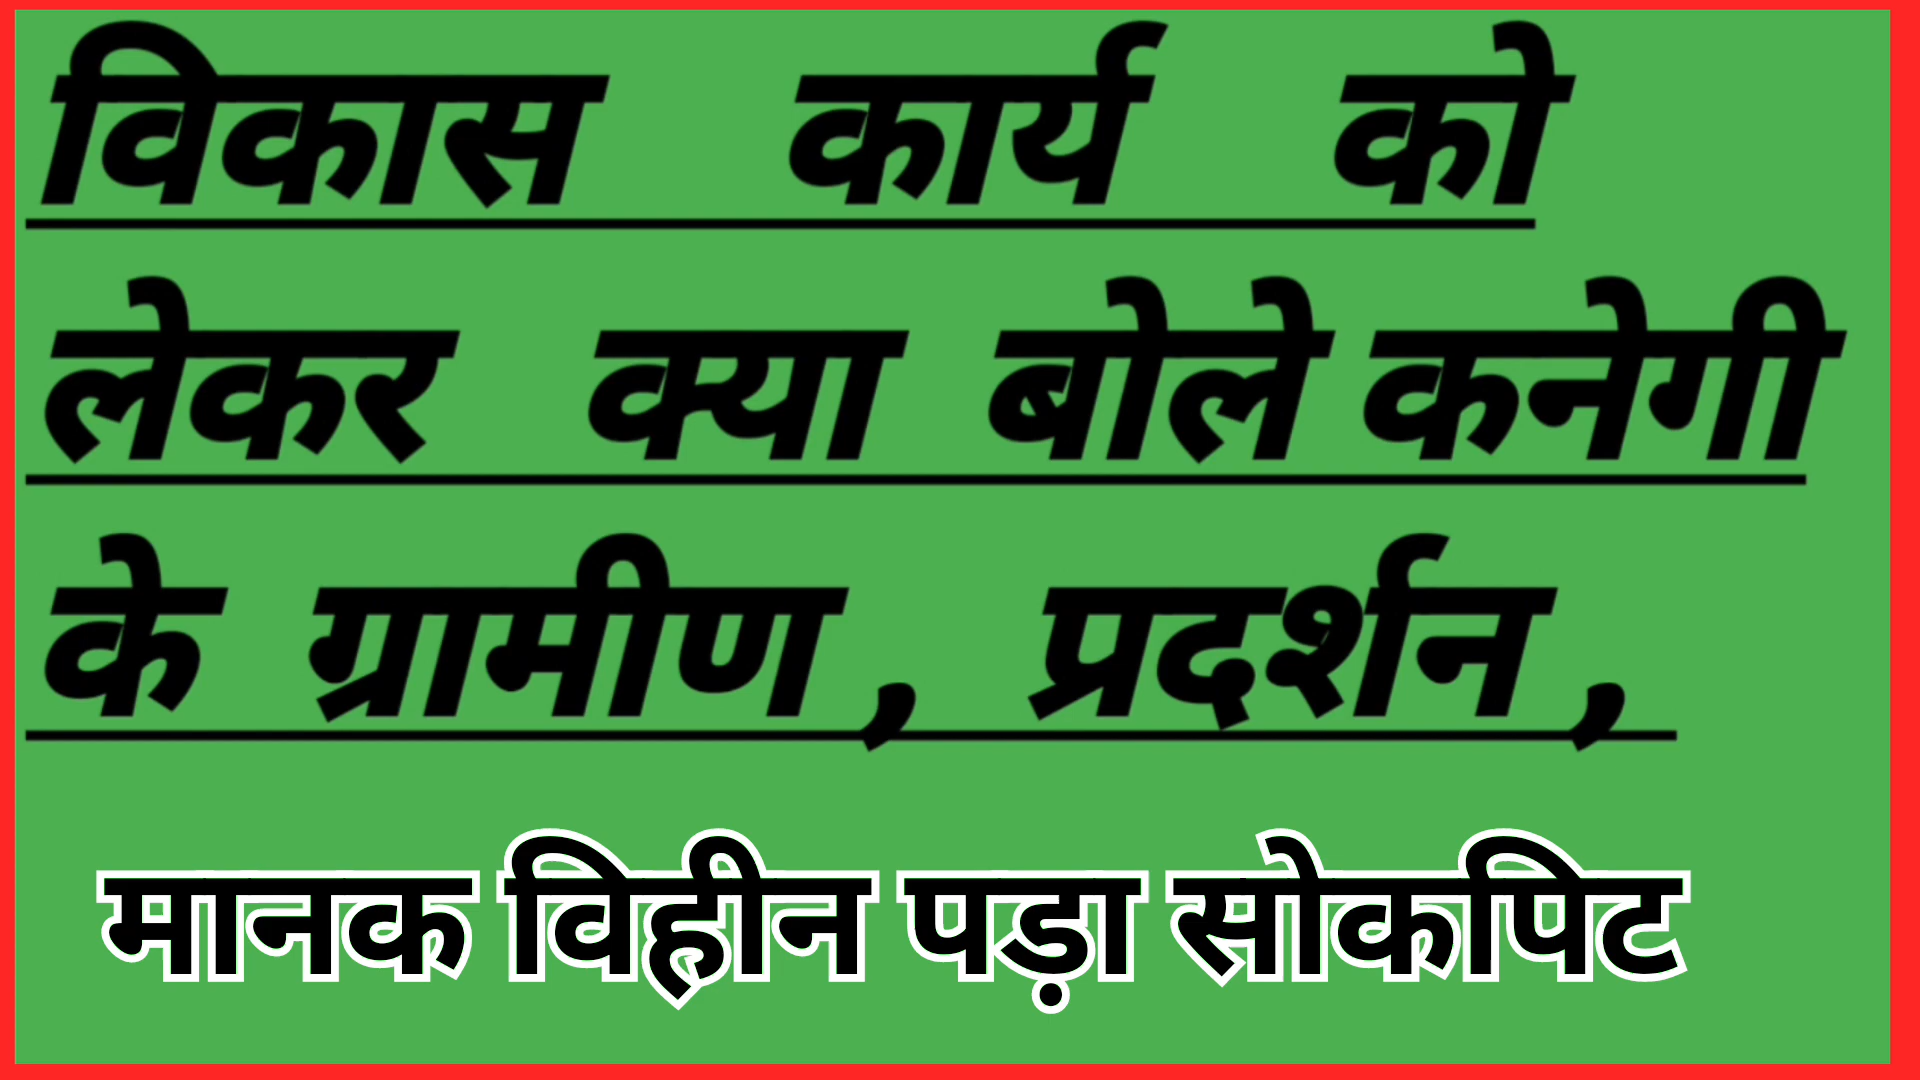 विकास कार्य को
लेकर क्या बोले कनेगी
के ग्रामीण , प्रदर्शन ,
मानक विहीन पड़ा सोकपिट